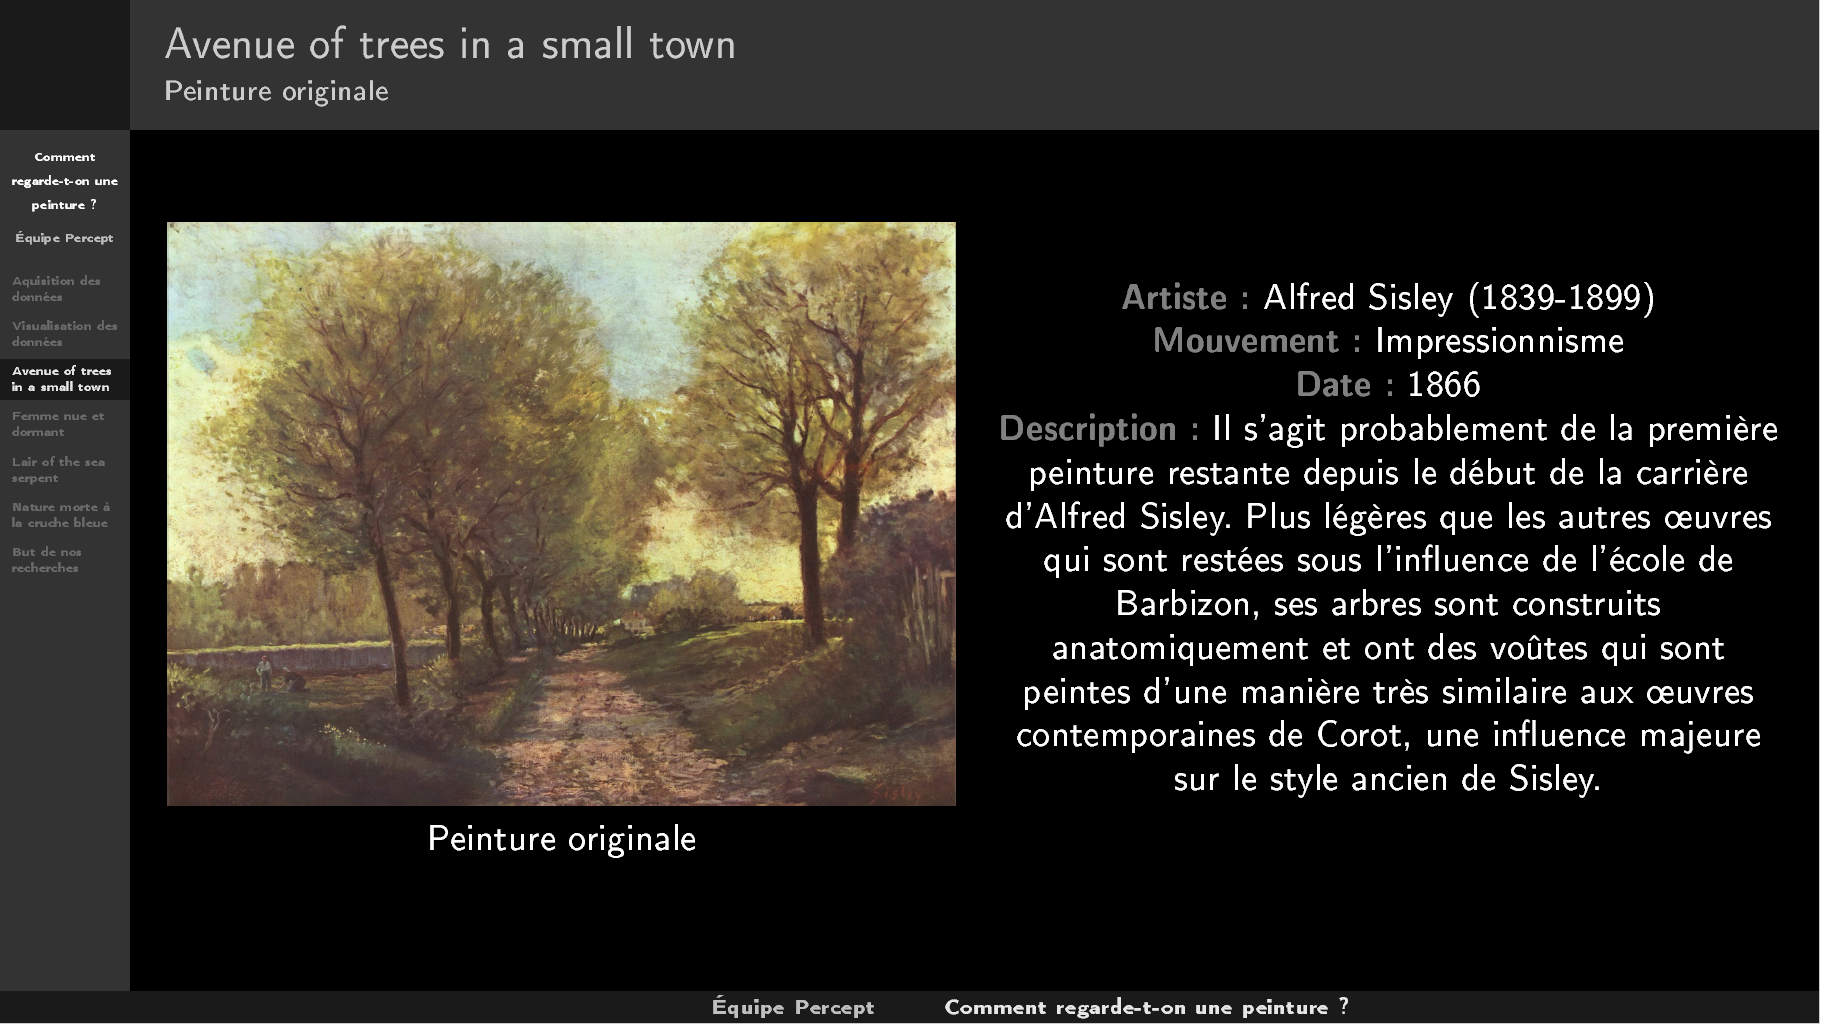 Avenue of trees in a small town
Peinture originale
Comment
regarde-t-on une
peinture ?
Équipe Percept
Aquisition des
données
Visualisation des
données
Avenue of trees
in a small town
Femme nue et
dormant
Lair of the sea
serpent
Nature morte à
la cruche bleue
But de nos
recherches
Sisley
Peinture originale
Artiste : Alfred Sisley (1839-1899)
Mouvement : Impressionnisme
Date : 1866
Description : Il s'agit probablement de la première
peinture restante depuis le début de la carrière
d'Alfred Sisley. Plus légères que les autres œuvres
qui sont restées sous l'influence de l'école de
Barbizon, ses arbres sont construits
anatomiquement et ont des voûtes qui sont
peintes d'une manière très similaire aux œuvres
contemporaines de Corot, une influence majeure
sur le style ancien de Sisley.
Équipe Percept Comment regarde-t-on une peinture ?